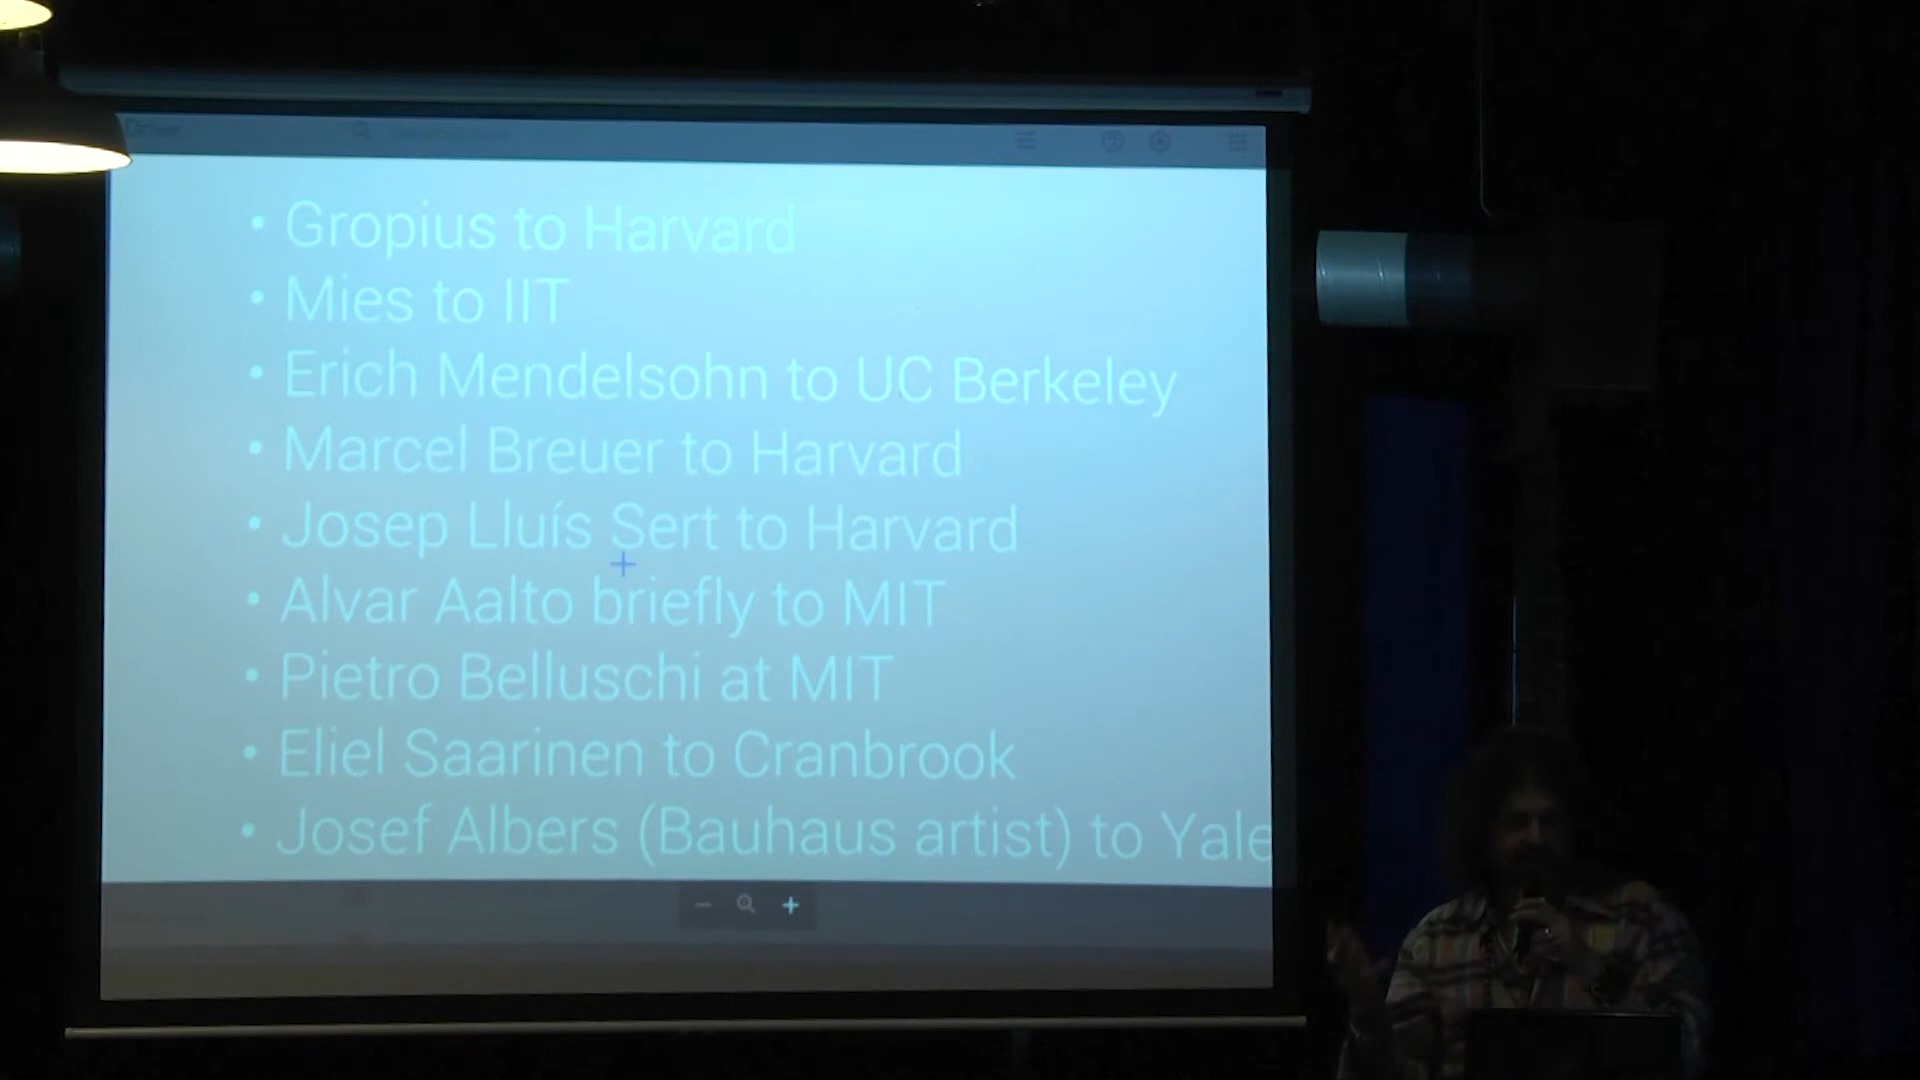 Drive
• Gropius to Harvard
• Mies to IIT
• Erich Mendelsohn to UC Berkeley
• Marcel Breuer to Harvard
• Josep Lluís Sert to Harvard
• Alvar Aalto briefly to MIT
• Pietro Belluschi at MIT
• Eliel Saarinen to Cranbrook
• Josef Albers (Bauhaus artist) to Yale